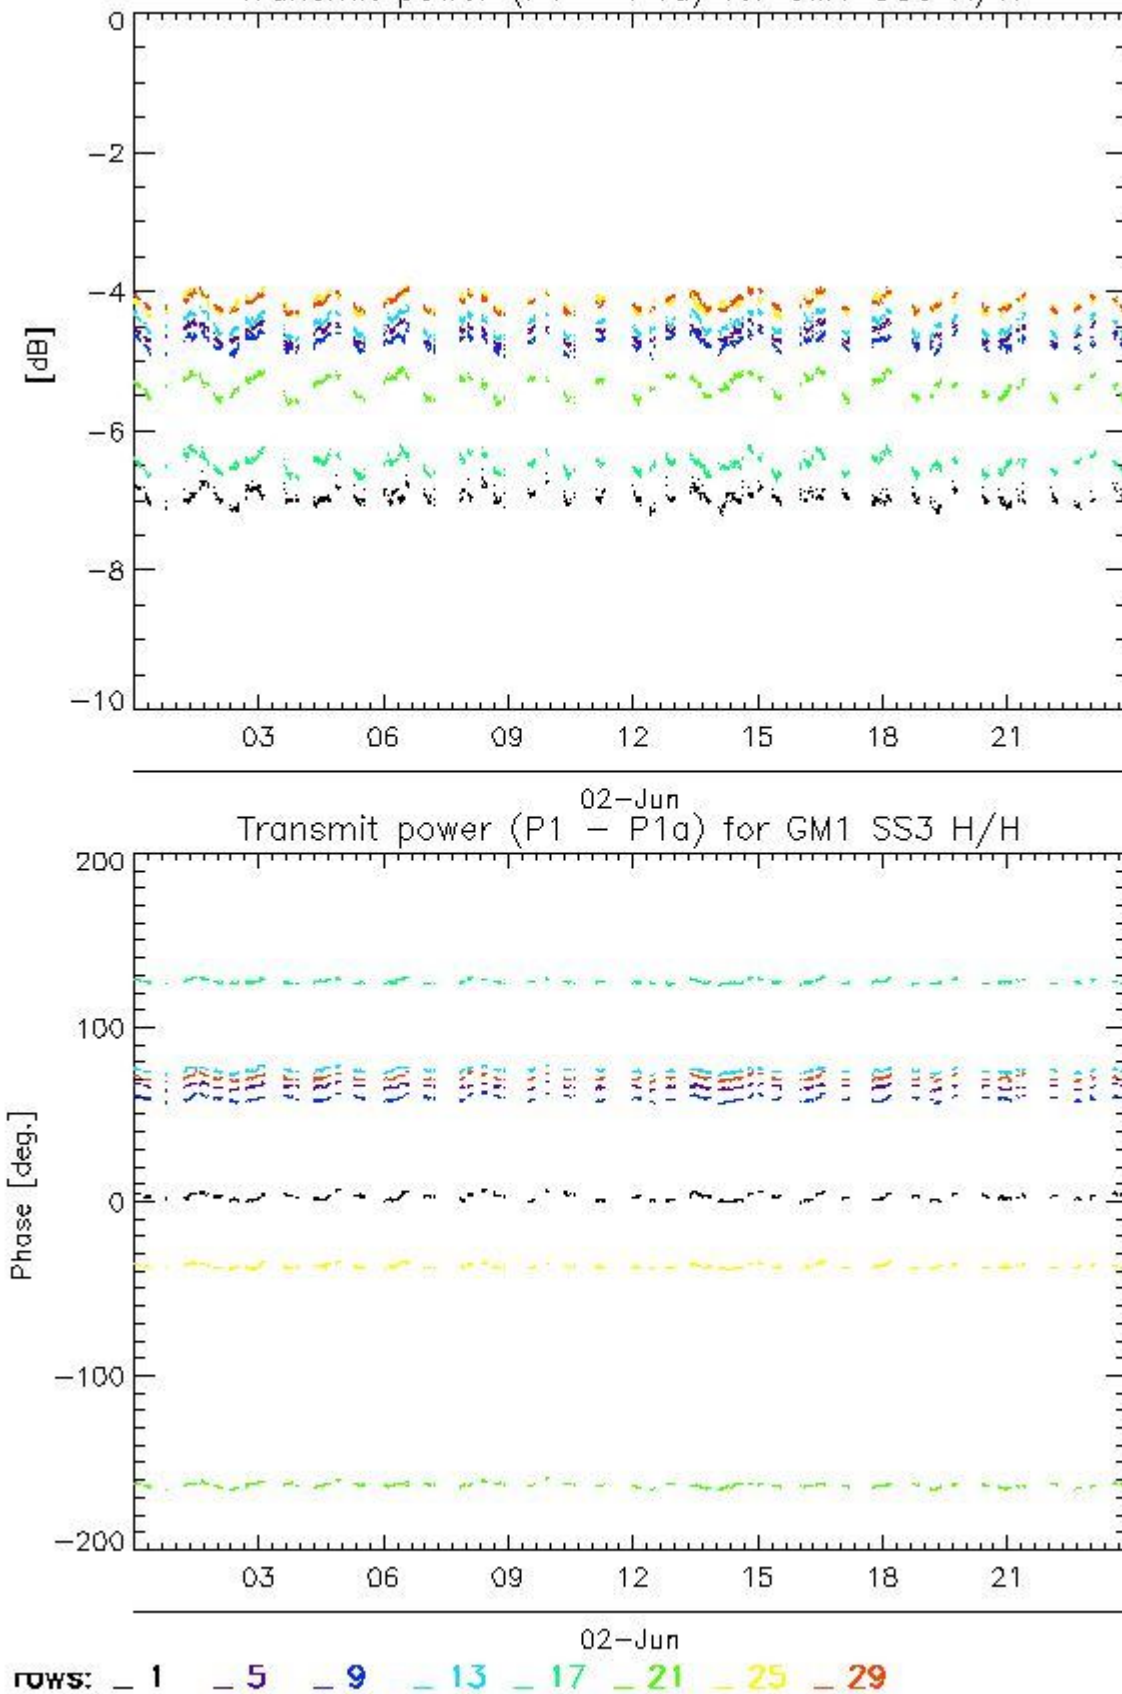 0
−2
−4
[dB]
−6
−8
−10
03 06 09 12 15 18 21
02−Jun
Transmit power (P1 − P1a) for GM1 SS3 H/H
200
100
Phase [deg.]
0
−100
−200
03 06 09 12 15 18 21
02−Jun
rows: _ 1 _ 5 _ 9 _ 13 _ 17 _ 21 _ 25 _ 29